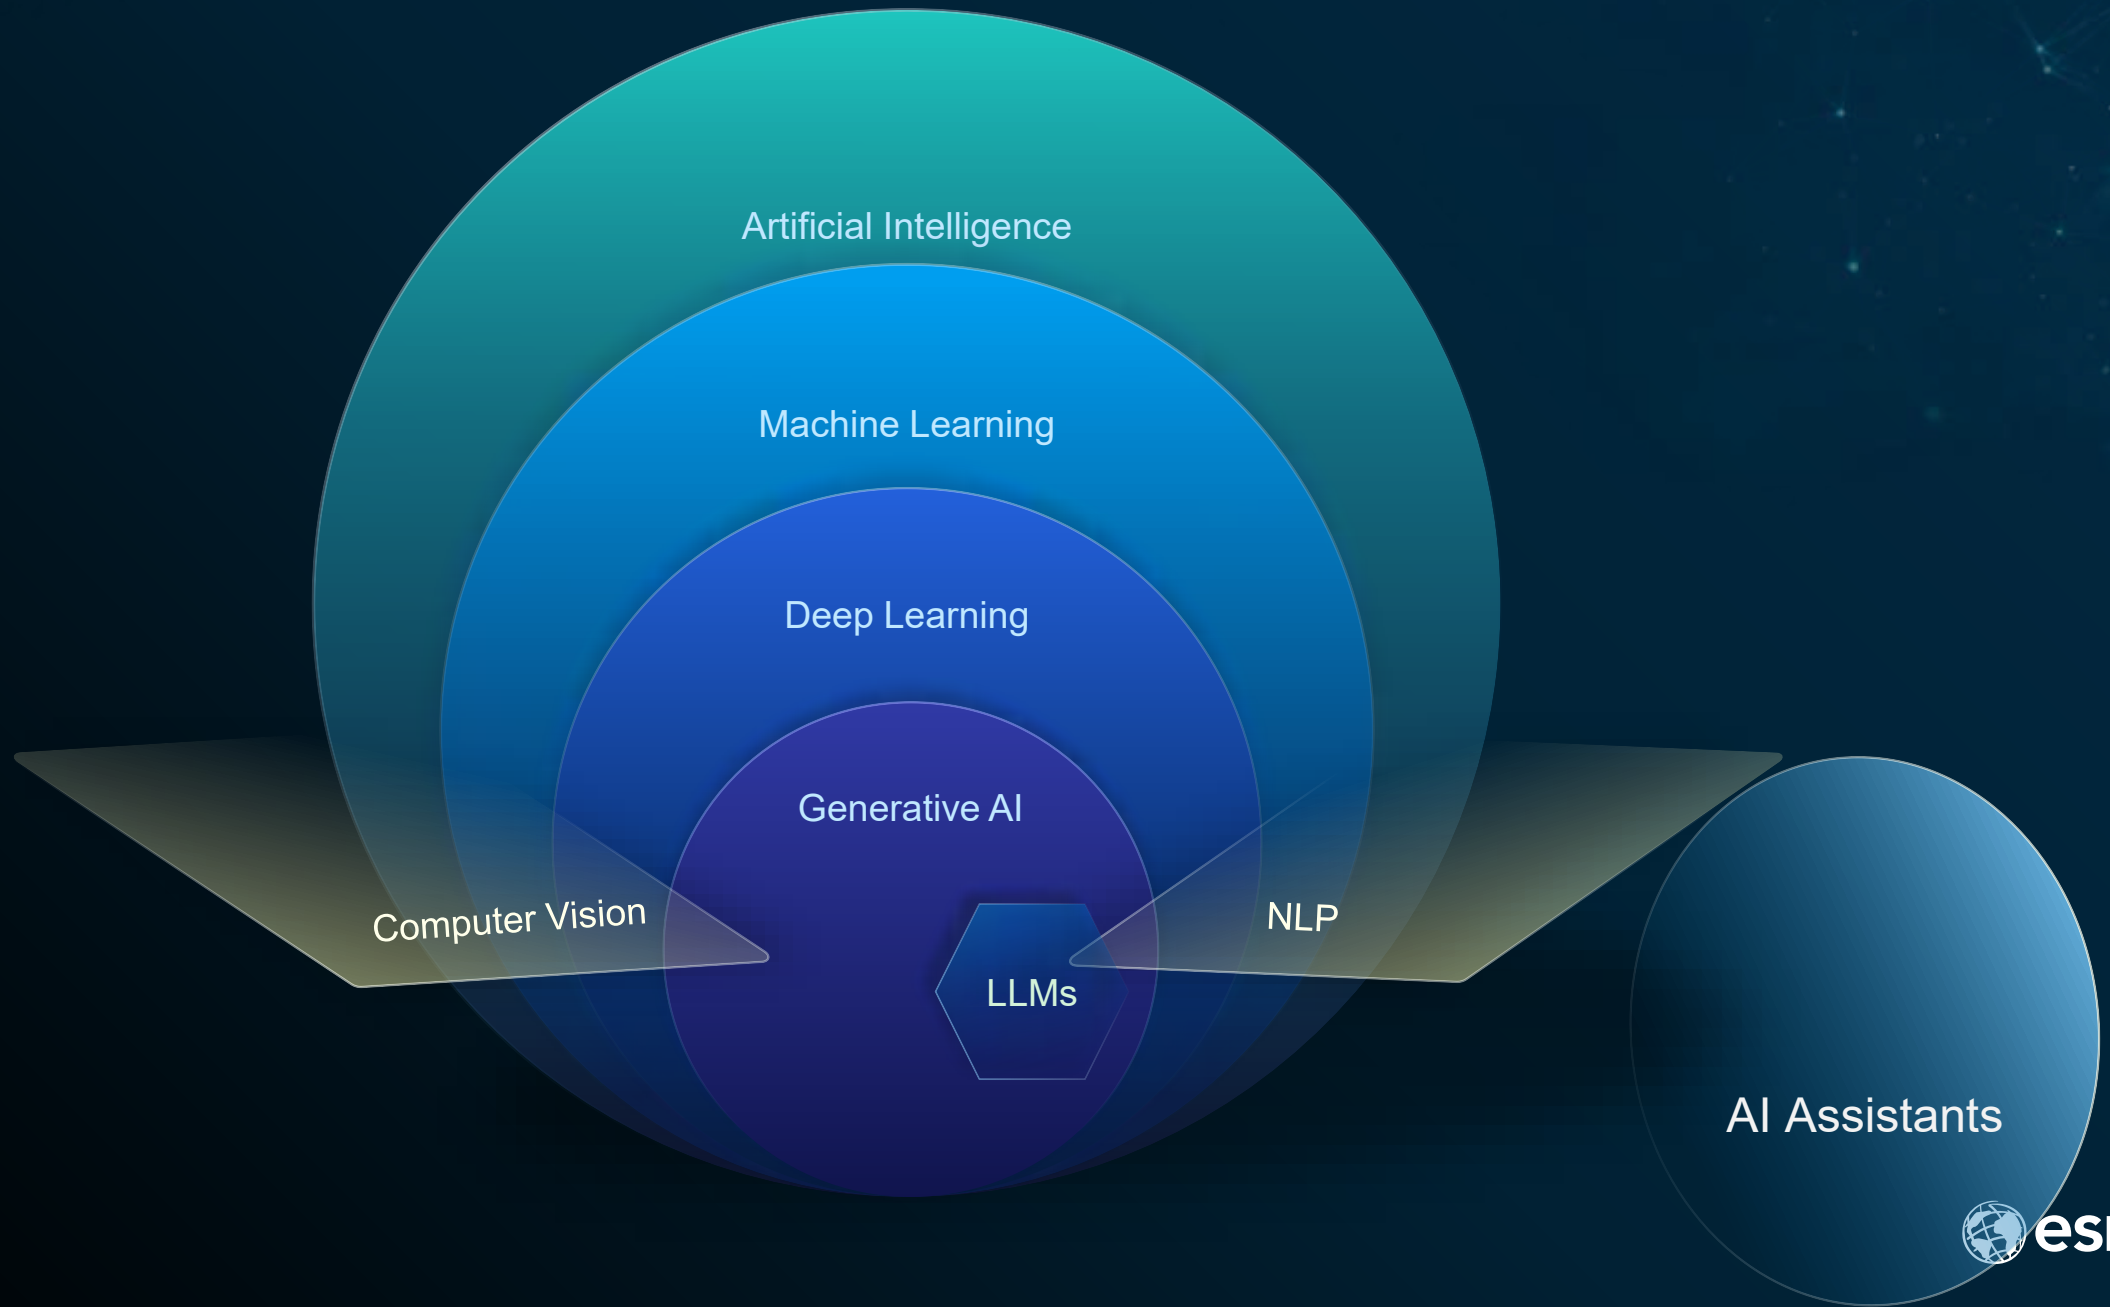 Artificial Intelligence
Machine Learning
Deep Learning
Generative AI
Computer Vision
NLP
LLMs
AI Assistants